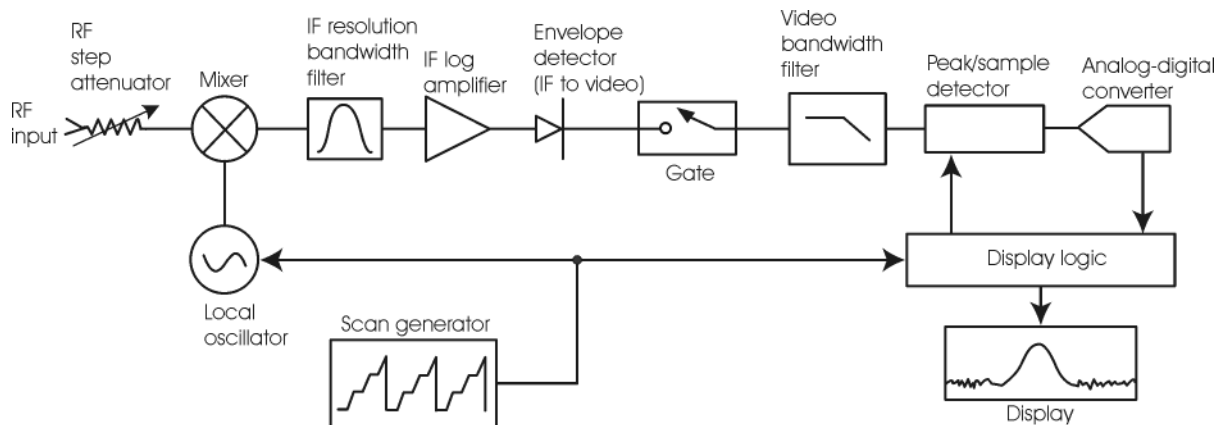 RF
step
attenuator
RF
input
Mixer
IF resolution
bandwidth
filter
IF log
amplifier
Envelope
detector
(IF to video)
Gate
Video
bandwidth
filter
Peak/sample
detector
Analog-digital
converter
Local
oscillator
Scan generator
Display logic
Display